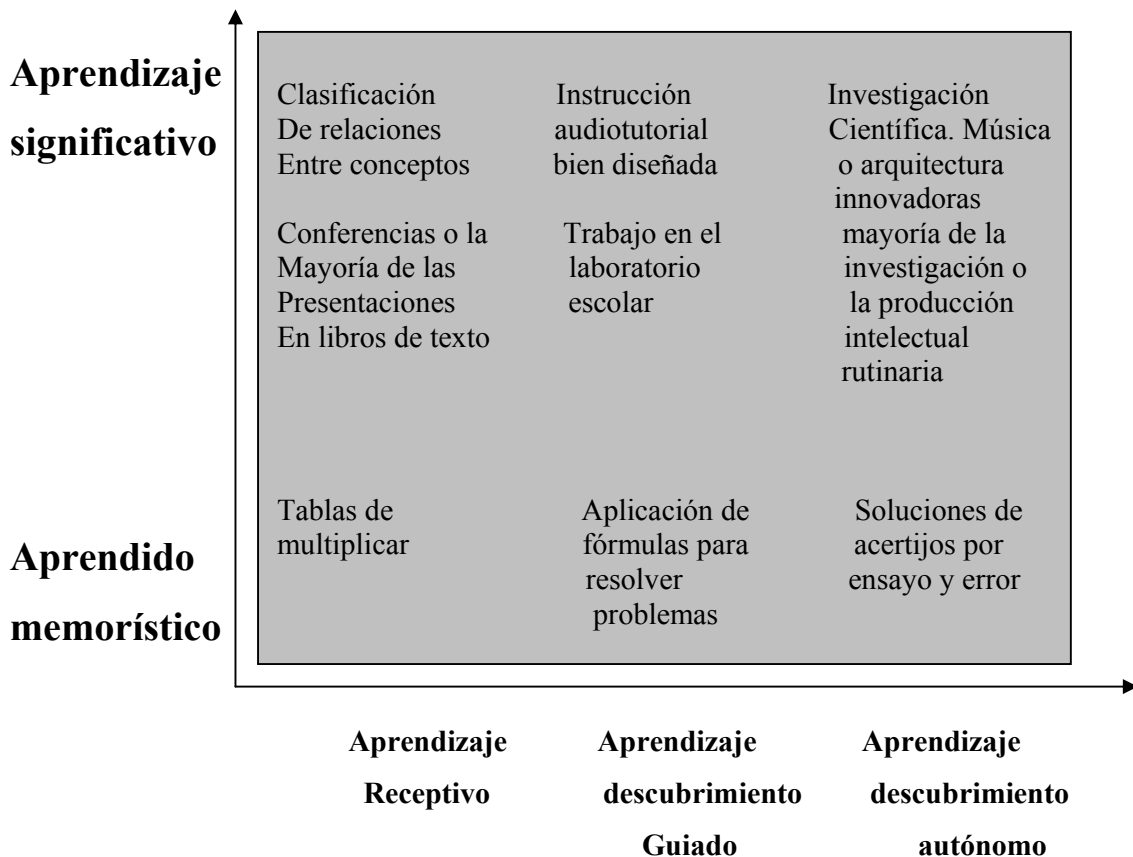 Aprendizaje
significativo
Clasificación
De relaciones
Entre conceptos
Conferencias o la
Mayoría de las
Presentaciones
En libros de texto
Instrucción
audiotutorial
bien diseñada
Trabajo en el
laboratorio
escolar
Investigación
Científica. Música
o arquitectura
innovadoras
mayoría de la
investigación o
la producción
intelectual
rutinaria
Aprendido
memorístico
Tablas de
multiplicar
Aplicación de
fórmulas para
resolver
problemas
Soluciones de
acertijos por
ensayo y error
Aprendizaje
Receptivo
Aprendizaje
descubrimiento
Guiado
Aprendizaje
descubrimiento
autónomo